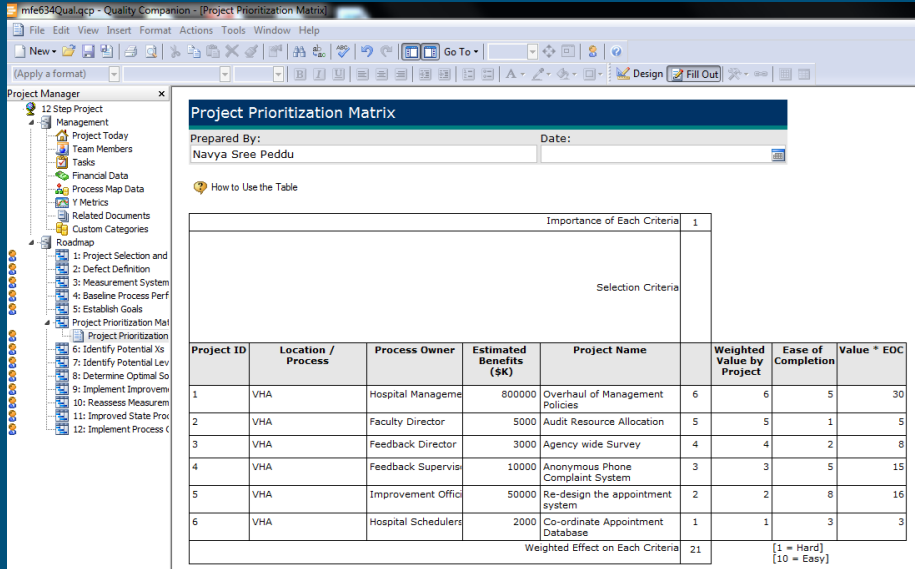 mfe634Qual.qcp - Quality Companion - [Project Prioritization Matrix]
File Edit View Insert Format Actions Tools Window Help
New Go To
(Apply a format) B I U A Design Fill Out
Project Manager x
12 Step Project
Management
Project Today
Team Members
Tasks
Financial Data
Process Map Data
Y Metrics
Related Documents
Custom Categories
Roadmap
1: Project Selection and
2: Defect Definition
3: Measurement System
4: Baseline Process Perf
5: Establish Goals
Project Prioritization Mat
Project Prioritization
6: Identify Potential Xs
7: Identify Potential Lev
8: Determine Optimal So
9: Implement Improvem
10: Reassess Measurem
11: Improved State Proc
12: Implement Process C
Project Prioritization Matrix
Prepared By: Date:
Navya Sree Peddu
How to Use the Table
Importance of Each Criteria 1
Selection Criteria
Project ID Location / Process Owner Estimated Project Name Weighted Ease of Value * EOC
Process Benefits Value by Completion
($K) Project
1 VHA Hospital Manageme 800000 Overhaul of Management 6 6 5 30
Policies
2 VHA Faculty Director 5000 Audit Resource Allocation 5 5 1 5
3 VHA Feedback Director 3000 Agency wide Survey 4 4 2 8
4 VHA Feedback Supervis 10000 Anonymous Phone 3 3 5 15
Complaint System
5 VHA Improvement Offici 50000 Re-design the appointment 2 2 8 16
system
6 VHA Hospital Schedulers 2000 Co-ordinate Appointment 1 1 3 3
Database
Weighted Effect on Each Criteria 21 [1 = Hard]
[10 = Easy]